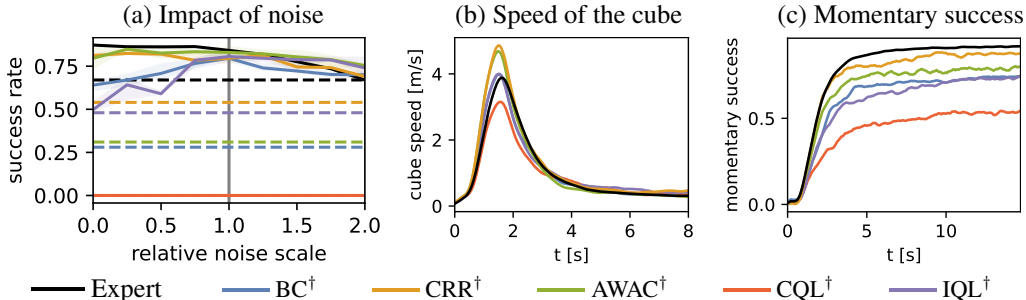 (a) Impact of noise
success rate
0.75
0.50
0.25
0.00
0.0 0.5 1.0 1.5 2.0
relative noise scale
(b) Speed of the cube
cube speed [m/s]
4
2
0
0 2 4 6 8
t [s]
(c) Momentary success
momentary success
0.5
0.0
0 5 10
t [s]
Expert BC† CRR† AWAC† CQL† IQL†